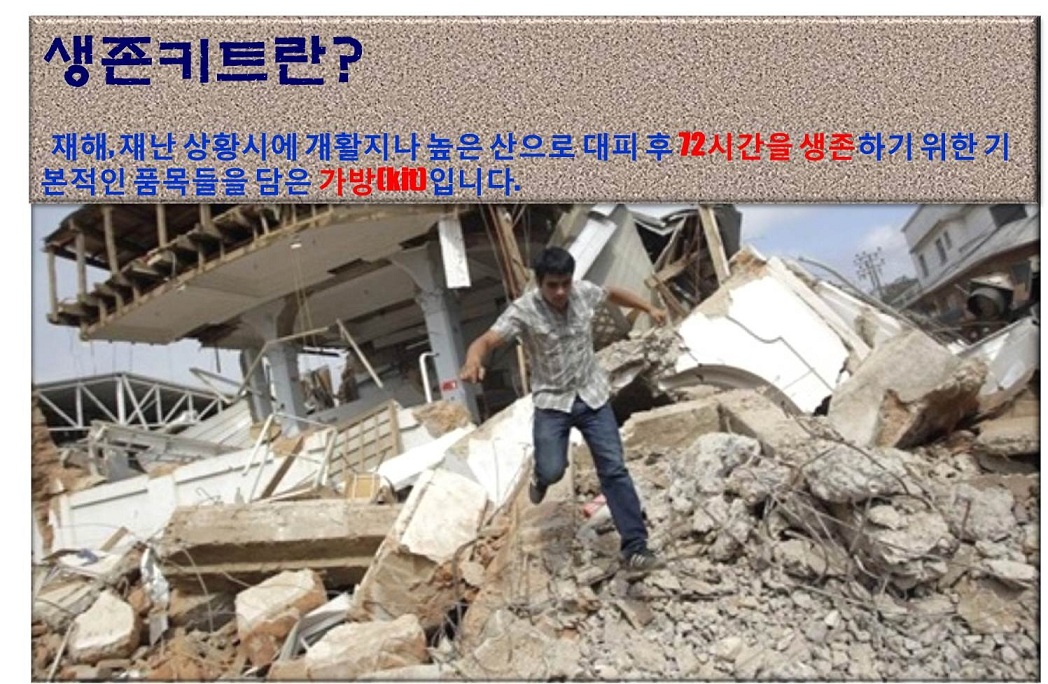 생존키트란?
재해, 재난 상황시에 개활지나 높은 산으로 대피 후 72시간을 생존하기 위한 기
본적인 품목들을 담은 가방(kit)입니다.